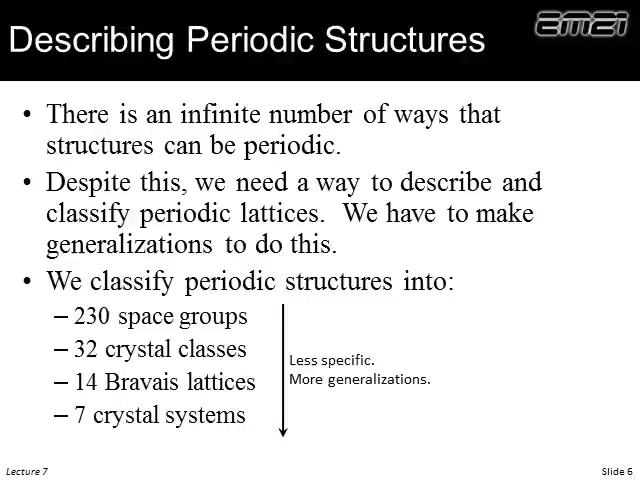 Describing Periodic Structures
EM21
• There is an infinite number of ways that
structures can be periodic.
• Despite this, we need a way to describe and
classify periodic lattices.  We have to make
generalizations to do this.
• We classify periodic structures into:
– 230 space groups
– 32 crystal classes
– 14 Bravais lattices
– 7 crystal systems
Less specific.
More generalizations.
Lecture 7
Slide 6